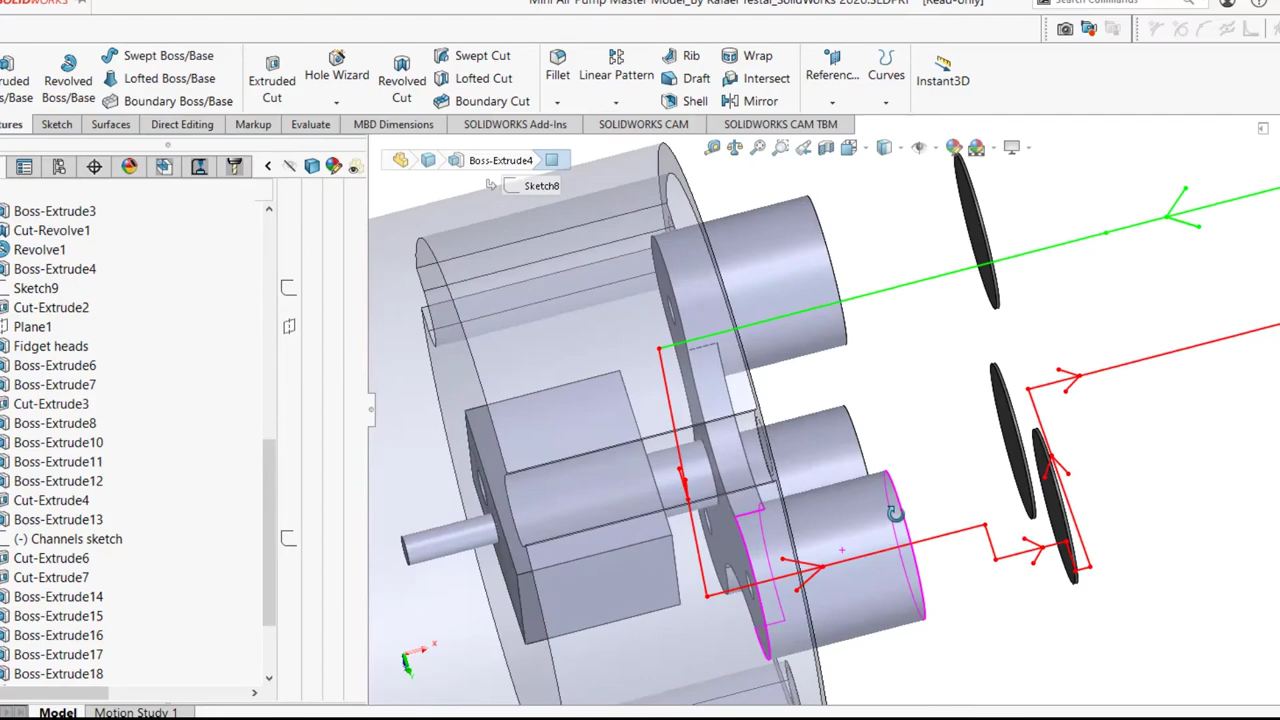 SOLIDWORKS
Mini Air Pump Master Model_by Rafael Testai_SolidWorks 2020.SLDPRT [Read-Only]
Search Commands
Swept Boss/Base
Lofted Boss/Base
Boundary Boss/Base
Revolved
Boss/Base
Extruded
Cut
Hole Wizard
Revolved
Cut
Swept Cut
Lofted Cut
Boundary Cut
Fillet
Linear Pattern
Rib
Draft
Shell
Wrap
Intersect
Mirror
Referenc...
Curves
Instant3D
tures
Sketch
Surfaces
Direct Editing
Markup
Evaluate
MBD Dimensions
SOLIDWORKS Add-Ins
SOLIDWORKS CAM
SOLIDWORKS CAM TBM
Boss-Extrude4
Sketch8
Boss-Extrude3
Cut-Revolve1
Revolve1
Boss-Extrude4
Sketch9
Cut-Extrude2
Plane1
Fidget heads
Boss-Extrude6
Boss-Extrude7
Cut-Extrude3
Boss-Extrude8
Boss-Extrude10
Boss-Extrude11
Boss-Extrude12
Cut-Extrude4
Boss-Extrude13
(-) Channels sketch
Cut-Extrude6
Cut-Extrude7
Boss-Extrude14
Boss-Extrude15
Boss-Extrude16
Boss-Extrude17
Boss-Extrude18
Model
Motion Study 1